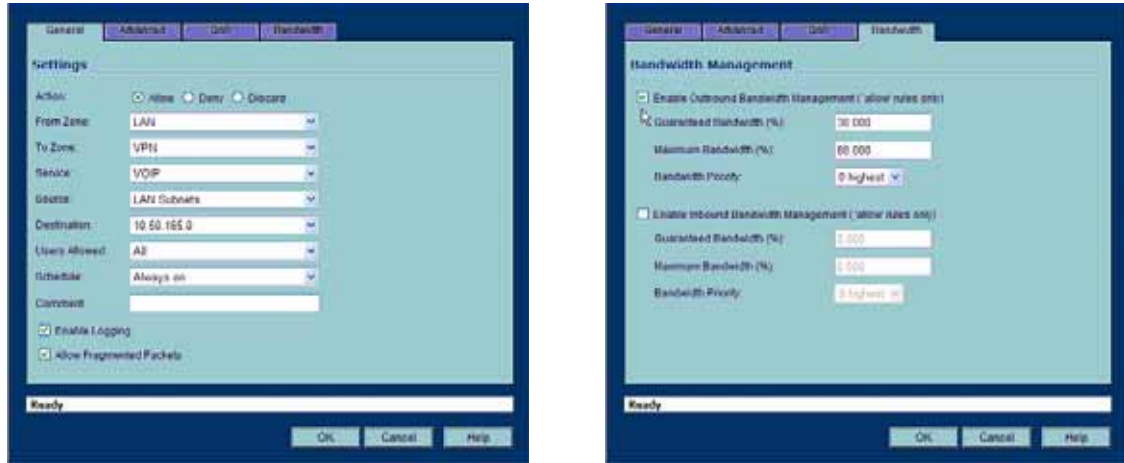 General Advanced QoS Bandwidth
Settings
Action: Allow Deny Discard
From Zone: LAN
To Zone: VPN
Service: VOIP
Source: LAN Subnets
Destination: 10.50.165.0
Users Allowed: All
Schedule: Always on
Comment:
Enable Logging
Allow Fragmented Packets
Ready
OK Cancel Help
General Advanced QoS Bandwidth
Bandwidth Management
Enable Outbound Bandwidth Management ('allow rules only)
Guaranteed Bandwidth (%):
Maximum Bandwidth (%):
Bandwidth Priority: 0 highest
Enable Inbound Bandwidth Management ('allow rules only)
Guaranteed Bandwidth (%): 0.000
Maximum Bandwidth (%): 0.000
Bandwidth Priority: 0 highest
Ready
OK Cancel Help